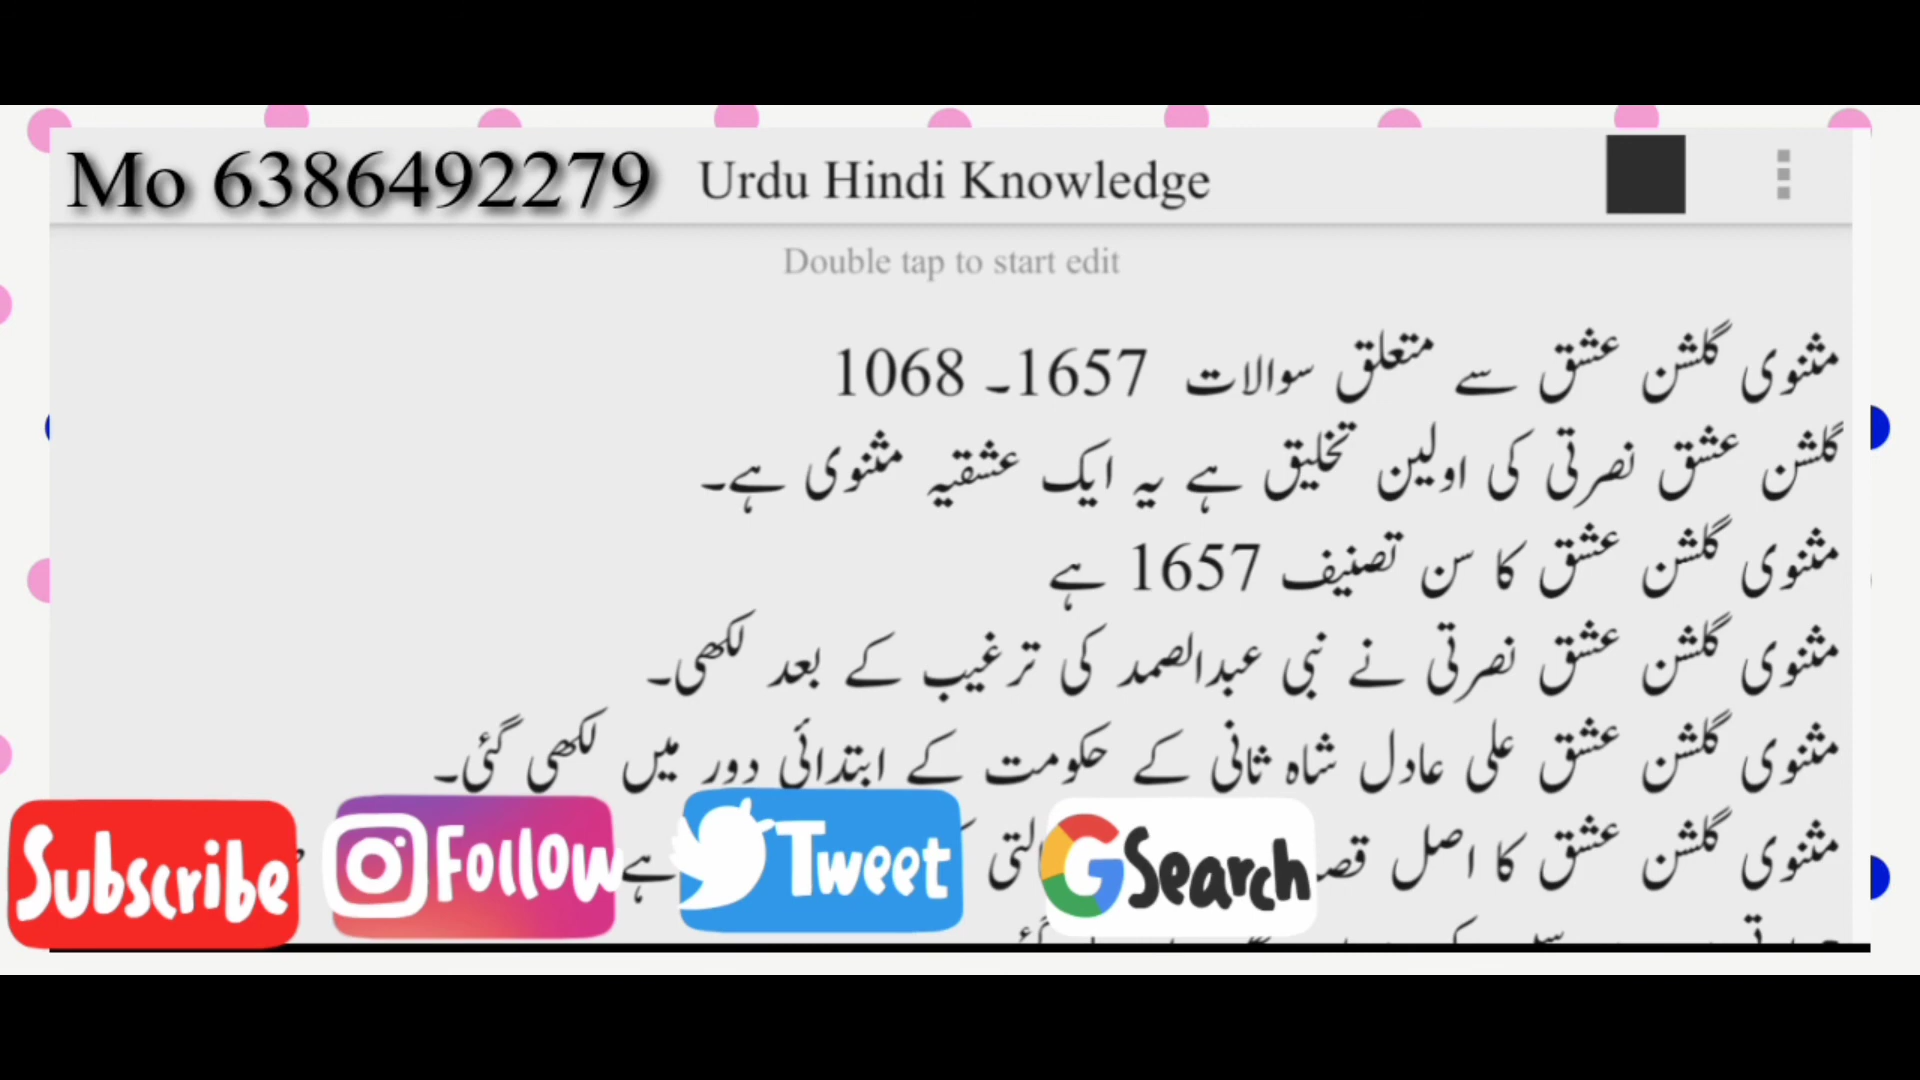 Mo 6386492279 Urdu Hindi Knowledge
Double tap to start edit
مثنوی گلشن عشق سے متعلق سوالات 1657۔ 1068
گلشن عشق نصرتی کی اولین تخلیق ہے یہ ایک عشقیہ مثنوی ہے۔
مثنوی گلشن عشق کا سن تصنیف 1657 ہے
مثنوی گلشن عشق نصرتی نے نبی عبدالصمد کی ترغیب کے بعد لکھی۔
مثنوی گلشن عشق علی عادل شاہ ثانی کے حکومت کے ابتدائی دور میں لکھی گئی۔
مثنوی گلشن عشق کا اصل قصہ ہے
Subscribe Follow Tweet Search